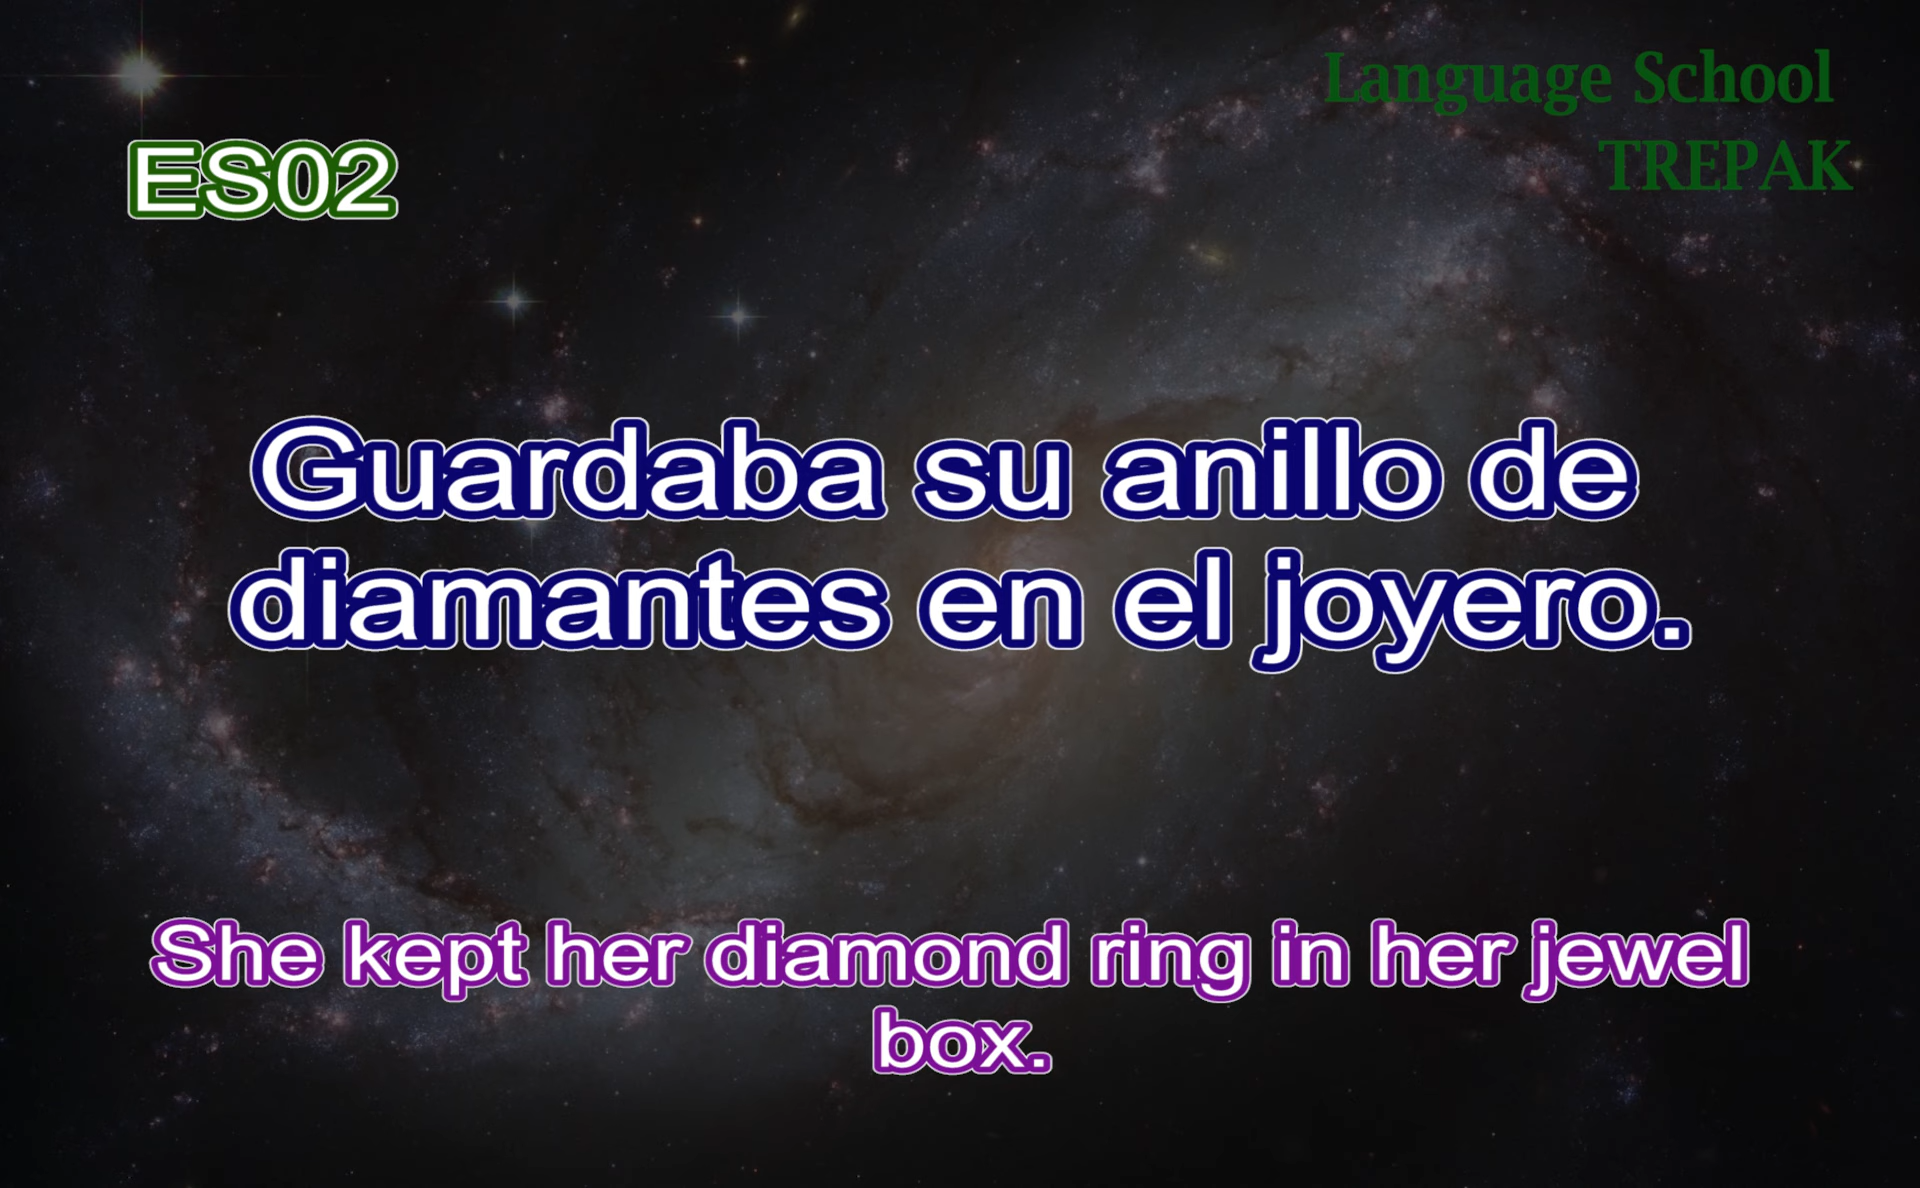 Language School
TREPAK
ES02
Guardaba su anillo de
diamantes en el joyero.
She kept her diamond ring in her jewel
box.